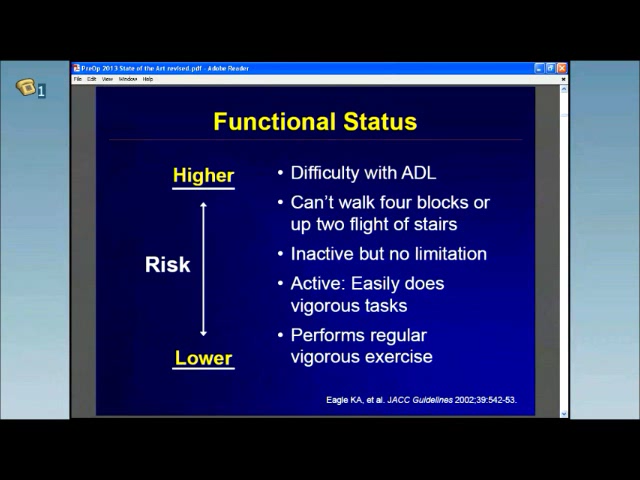 1
PreOp 2013 State of the Art revised.pdf - Adobe Reader
File Edit View Window Help
Functional Status
Higher
Risk
Lower
• Difficulty with ADL
• Can't walk four blocks or
up two flight of stairs
• Inactive but no limitation
• Active: Easily does
vigorous tasks
• Performs regular
vigorous exercise
Eagle KA, et al. JACC Guidelines 2002;39:542-53.